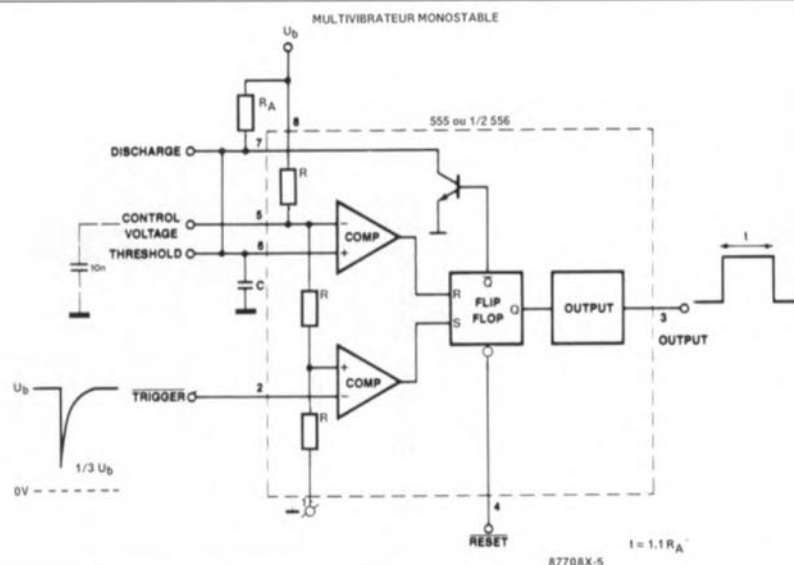 MULTIVIBRATEUR MONOSTABLE
Ub
RA
8
555 ou 1/2 556
DISCHARGE
7
R
CONTROL
VOLTAGE
5
-
COMP
THRESHOLD
6
+
10n
C
t
Q
R
FLIP
FLOP
Q
OUTPUT
3
OUTPUT
S
R
+
COMP
-
Ub
TRIGGER
2
R
1/3 Ub
0V
1
4
RESET
t = 1.1 RA
87708X-5